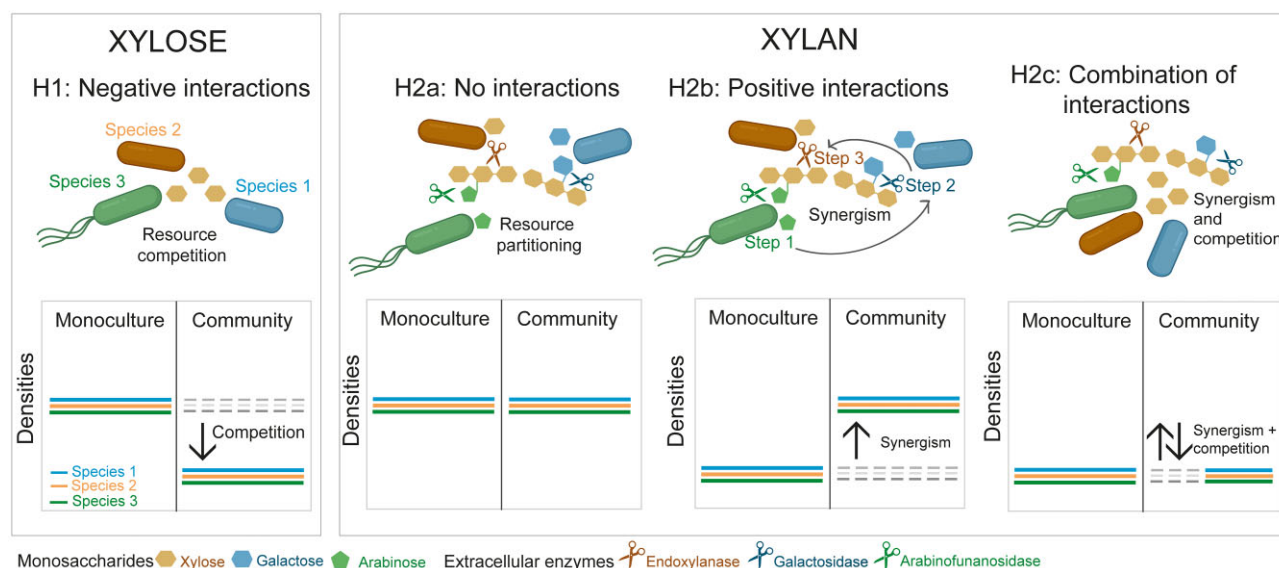 XYLOSE
H1: Negative interactions
Species 2
Species 3
Species 1
Resource
competition
Monoculture
Community
Densities
Competition
Species 1
Species 2
Species 3
XYLAN
H2a: No interactions
Resource
partitioning
Monoculture
Community
Densities
H2b: Positive interactions
Step 3
Step 2
Synergism
Step 1
Monoculture
Community
Densities
Synergism
H2c: Combination of
interactions
Synergism
and
competition
Monoculture
Community
Densities
Synergism +
competition
Monosaccharides Xylose Galactose Arabinose Extracellular enzymes Endoxylanase Galactosidase Arabinofunanosidase